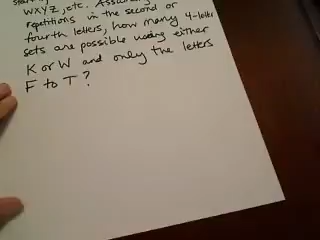 WXYZ, etc. Assuming
repetitions in the second or
fourth letters, how many 4-letter
sets are possible using either
K or W and only the letters
F to T?